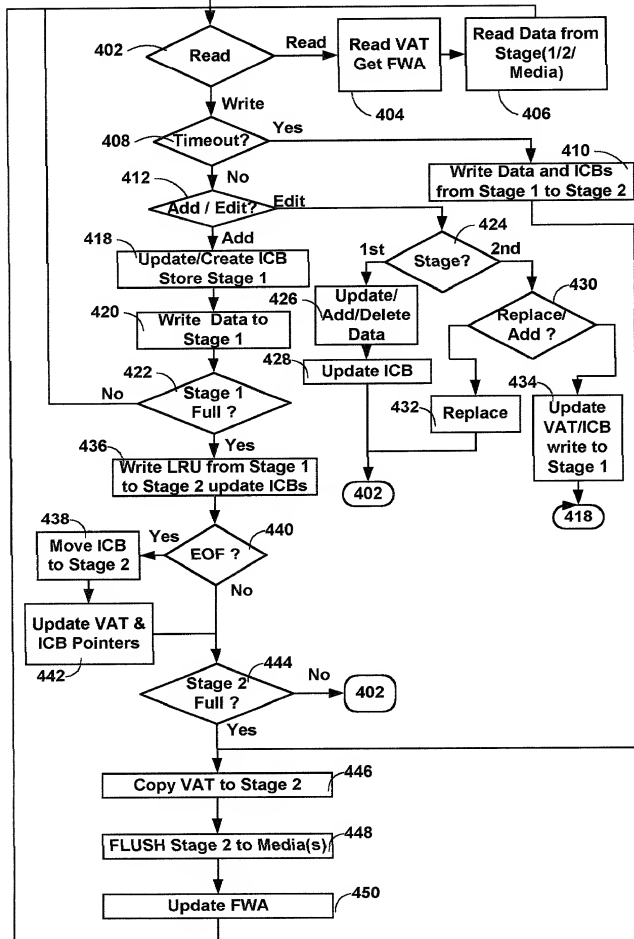 402
Read
Read
Read VAT
Get FWA
404
Read Data from
Stage(1/2/
Media)
406
Write
408
Timeout?
Yes
410
Write Data and ICBs
from Stage 1 to Stage 2
No
412
Add / Edit?
Edit
Add
418
Update/Create ICB
Store Stage 1
420
Write Data to
Stage 1
422
Stage 1
Full ?
No
Yes
424
Stage?
1st
2nd
426
Update/
Add/Delete
Data
428
Update ICB
430
Replace/
Add ?
432
Replace
434
Update
VAT/ICB
write to
Stage 1
402
418
436
Write LRU from Stage 1
to Stage 2 update ICBs
438
Move ICB
to Stage 2
Yes
440
EOF ?
No
Update VAT &
ICB Pointers
442
444
Stage 2
Full ?
No
402
Yes
446
Copy VAT to Stage 2
448
FLUSH Stage 2 to Media(s)
450
Update FWA